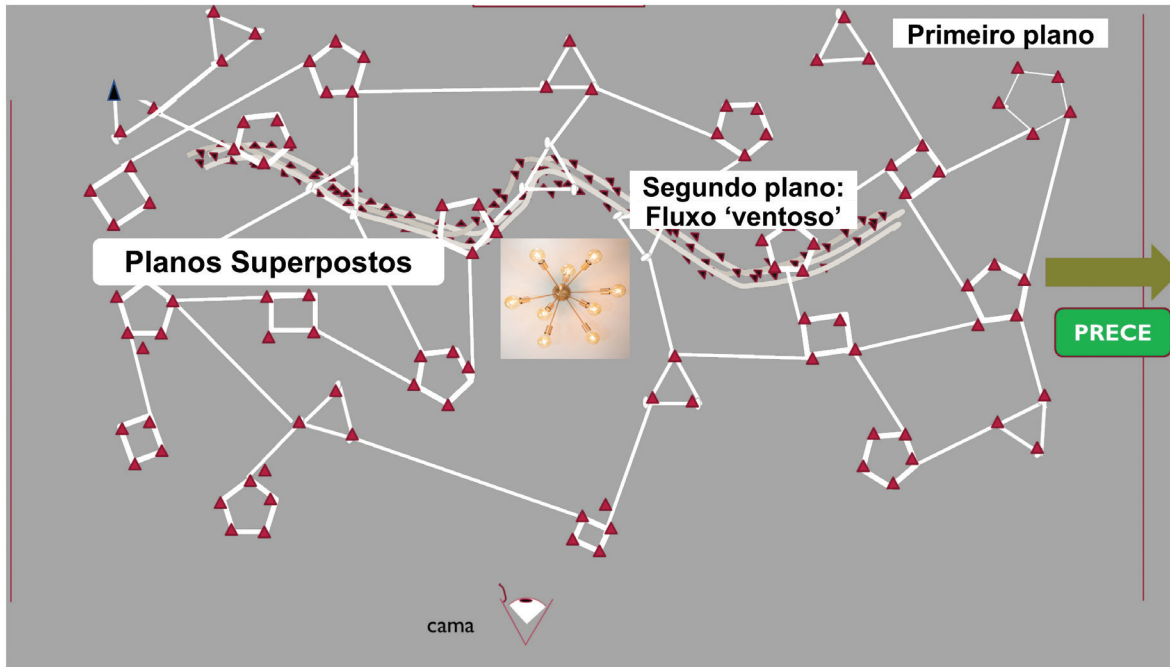 Primeiro plano
Segundo plano:
Fluxo ‘ventoso’
Planos Superpostos
PRECE
cama